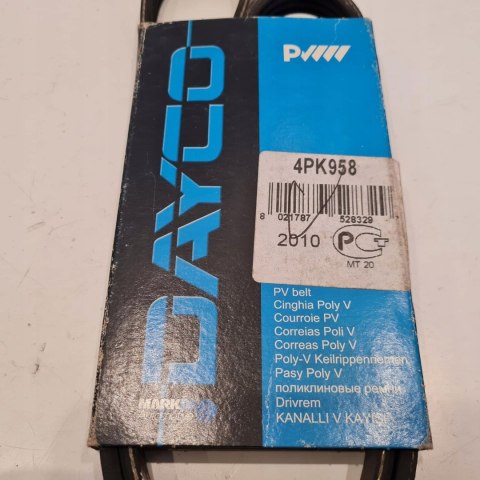 DAYCO
PV
4PK958
8 021787 528329
2010
MT 20
PV belt
Cinghia Poly V
Courroie PV
Correias Poli V
Correas Poly V
Poly-V Keilrippenriemen
Pasy Poly V
поликлиновые ремни
Drivrem
KANALLI V KAYIŞI
MARK